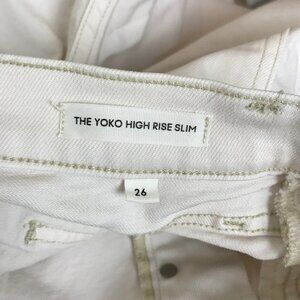 THE YOKO HIGH RISE SLIM
26